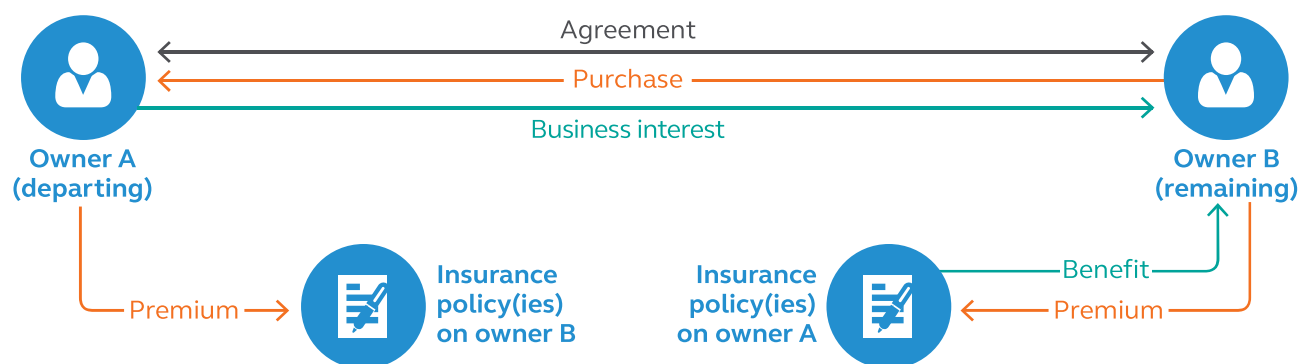 Agreement
Purchase
Business interest
Owner A
(departing)
Owner B
(remaining)
Premium
Insurance
policy(ies)
on owner B
Insurance
policy(ies)
on owner A
Benefit
Premium